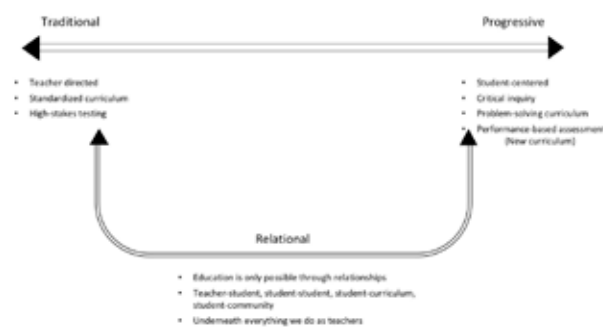 Traditional
Progressive
• Teacher directed
• Standardized curriculum
• High-stakes testing
• Student-centered
• Critical inquiry
• Problem-solving curriculum
• Performance-based assessment
(New curriculum)
Relational
• Education is only possible through relationships
• Teacher-student, student-student, student-curriculum,
student-community
• Underneath everything we do as teachers